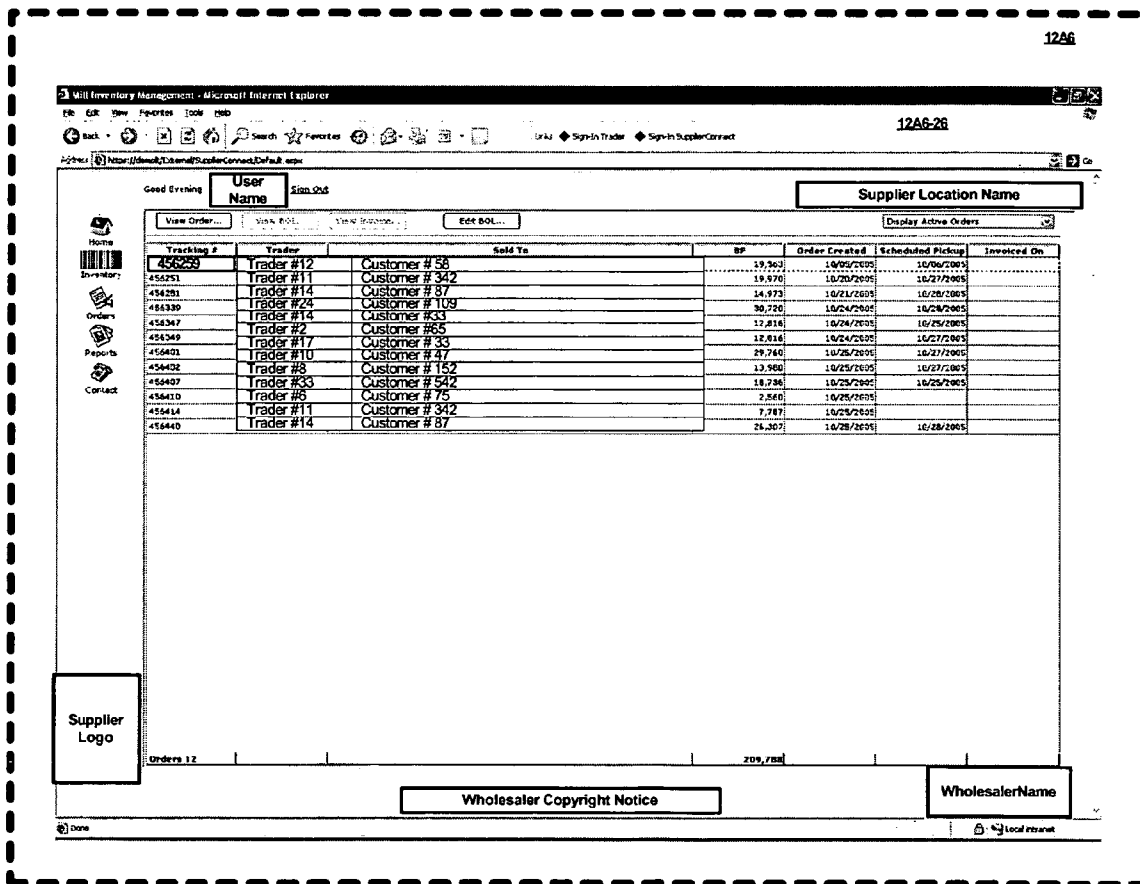 12A6
Mill Inventory Management - Microsoft Internet Explorer
File Edit View Favorites Tools Help
12A6-26
Back Search Favorites Links Sign-In Trader Sign-In SupplierConnect
Address Go
Good Evening User Name Sign Out Supplier Location Name
View Order... View BOL... View Invoice... Edit BOL... Display Active Orders
Home
Inventory
Orders
Reports
Contact
Tracking # Trader Sold To BF Order Created Scheduled Pickup Invoiced On
456259 Trader #12 Customer # 58 19,563 10/05/2005 10/06/2005
456251 Trader #11 Customer # 342 19,970 10/20/2005 10/27/2005
456281 Trader #14 Customer # 87 14,973 10/21/2005 10/28/2005
456339 Trader #24 Customer # 109 30,720 10/24/2005 10/28/2005
Trader #14 Customer #33
456347 Trader #2 Customer #65 12,816 10/24/2005 10/25/2005
456349 Trader #17 Customer # 33 12,816 10/24/2005 10/27/2005
456401 Trader #10 Customer # 47 29,760 10/25/2005 10/27/2005
456402 Trader #8 Customer # 152 13,980 10/25/2005 10/27/2005
456407 Trader #33 Customer # 542 18,736 10/25/2005 10/25/2005
456410 Trader #6 Customer # 75 2,560 10/25/2005
456414 Trader #11 Customer # 342 7,787 10/25/2005
456440 Trader #14 Customer # 87 26,307 10/25/2005 10/28/2005
Supplier
Logo
Orders 12 209,788
Wholesaler Copyright Notice
WholesalerName
Done Local intranet